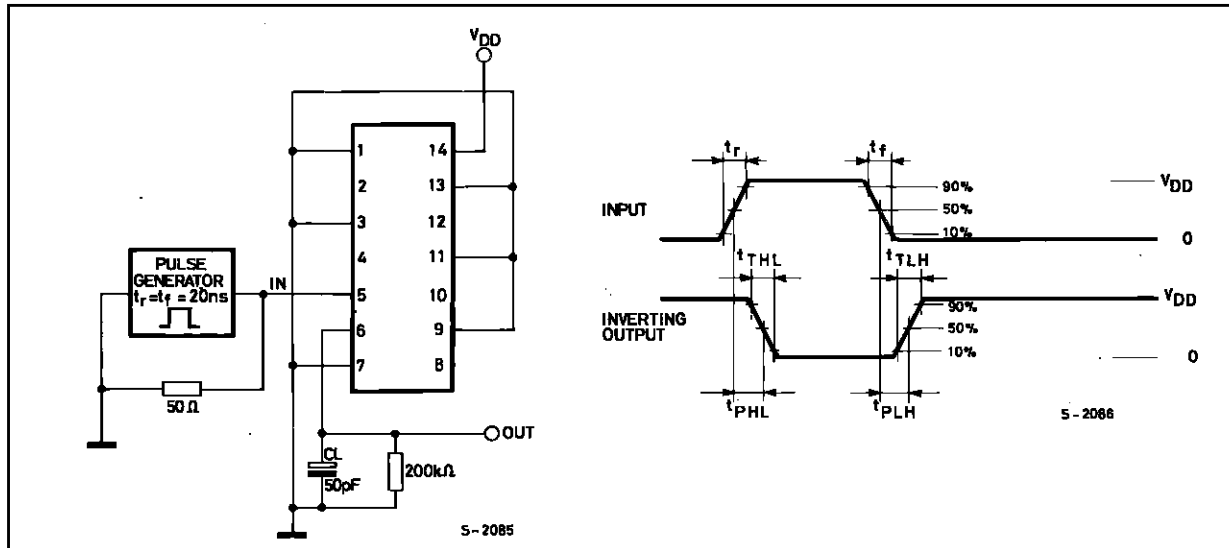 VDD
1
2
3
4
5
6
7
14
13
12
11
10
9
8
PULSE
GENERATOR
tr=tf = 20ns
IN
50Ω
CL
50pF
200kΩ
OUT
S-2085
INPUT
tr
tf
90%
50%
10%
VDD
0
INVERTING
OUTPUT
tTHL
tTLH
90%
50%
10%
VDD
0
tPHL
tPLH
S-2086